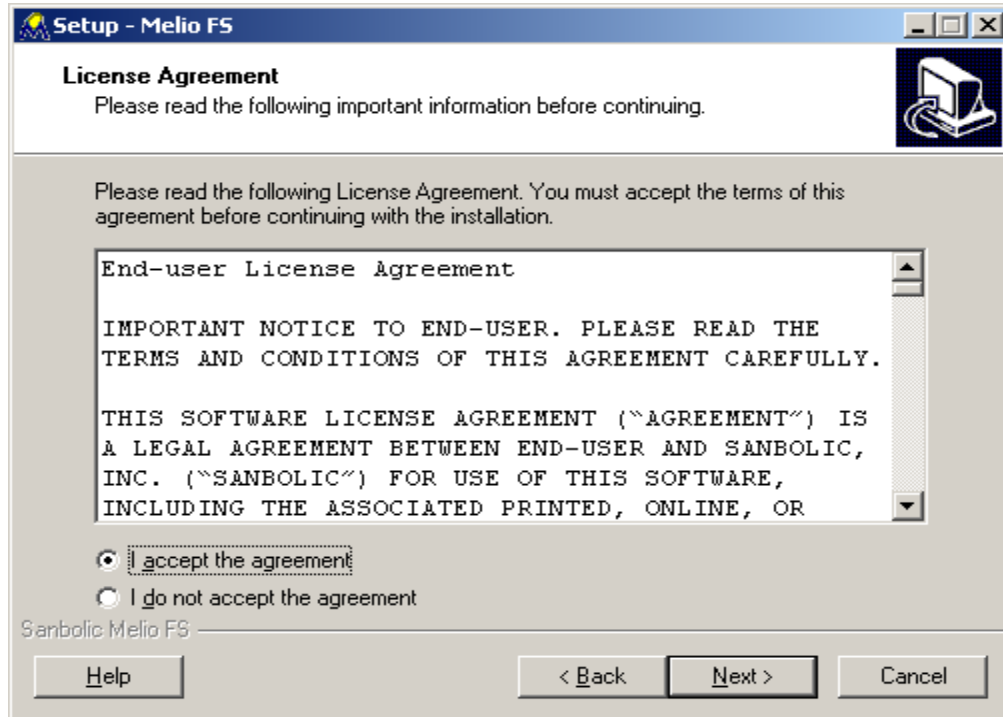 Setup - Melio FS
License Agreement
Please read the following important information before continuing.
Please read the following License Agreement. You must accept the terms of this
agreement before continuing with the installation.
End-user License Agreement
IMPORTANT NOTICE TO END-USER. PLEASE READ THE
TERMS AND CONDITIONS OF THIS AGREEMENT CAREFULLY.
THIS SOFTWARE LICENSE AGREEMENT (“AGREEMENT”) IS
A LEGAL AGREEMENT BETWEEN END-USER AND SANBOLIC,
INC. (“SANBOLIC”) FOR USE OF THIS SOFTWARE,
INCLUDING THE ASSOCIATED PRINTED, ONLINE, OR
I accept the agreement
I do not accept the agreement
Sanbolic Melio FS
Help
< Back
Next >
Cancel